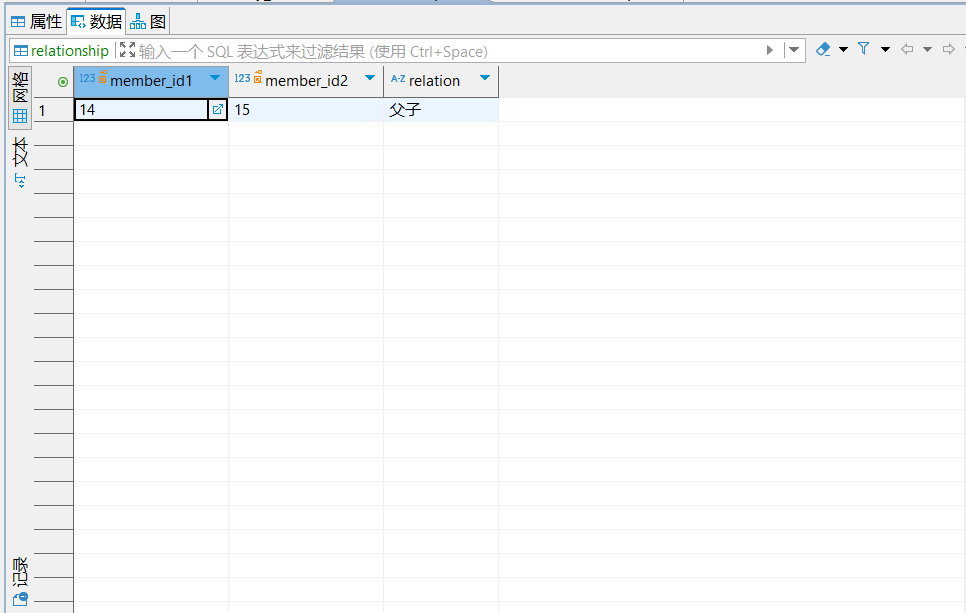 属性 数据 图
relationship 输入一个 SQL 表达式来过滤结果 (使用 Ctrl+Space)
网格
文本
记录
123 member_id1 123 member_id2 A-Z relation
1 14 15 父子